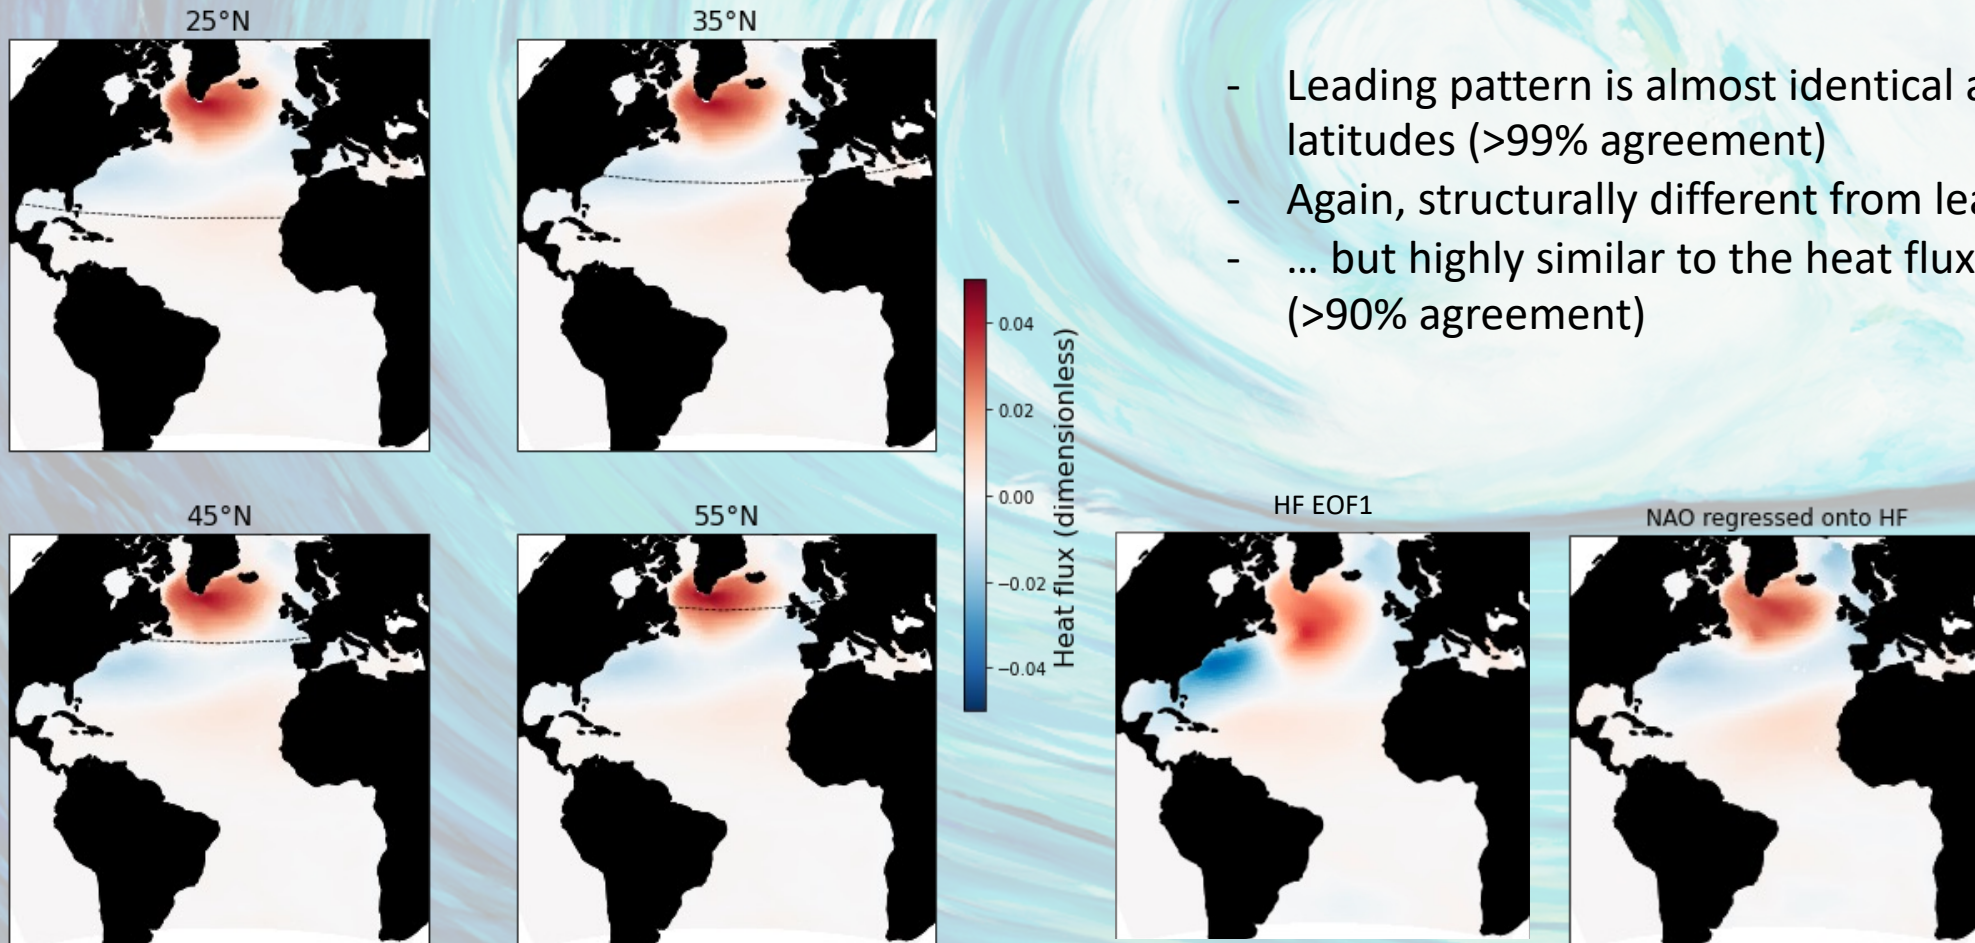 25°N
35°N
- Leading pattern is almost identical a
latitudes (>99% agreement)
- Again, structurally different from lea
- ... but highly similar to the heat flux
(>90% agreement)
0.04
0.02
0.00
−0.02
−0.04
Heat flux (dimensionless)
45°N
55°N
HF EOF1
NAO regressed onto HF